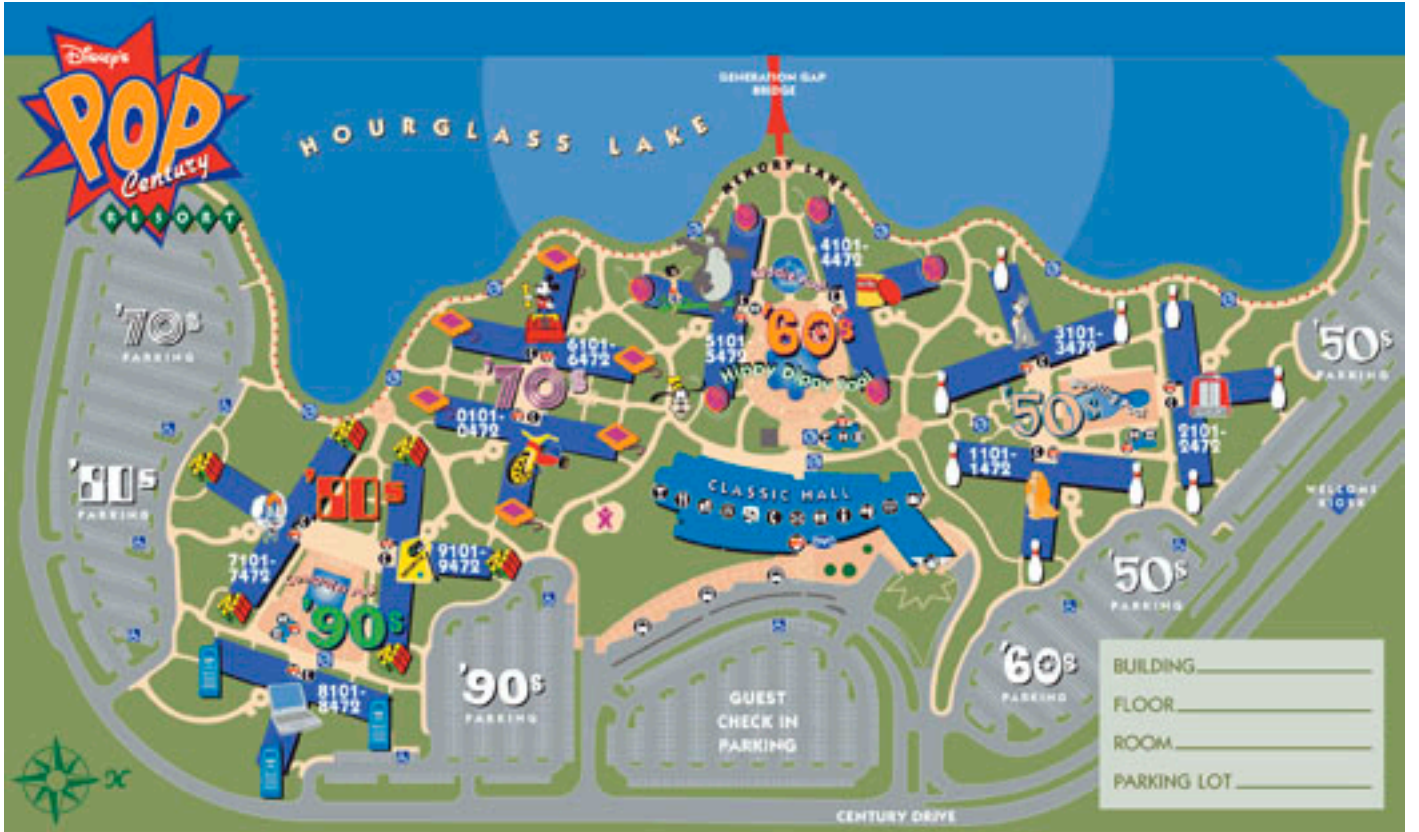 Disney's
POP
Century
RESORT
HOURGLASS LAKE
GENERATION GAP
BRIDGE
MEMORY LANE
4101-
4472
'60s
5101
5472
Hippy Dippy Pool
6101-
6472
'70s
0101-
0472
3101-
3472
'50s
2101-
2472
1101-
1472
'70s
PARKING
'80s
PARKING
'50s
PARKING
WELCOME
KIOSK
CLASSIC HALL
'80s
7101-
7472
9101-
9472
'90s
8101-
8472
'90s
PARKING
GUEST
CHECK IN
PARKING
'50s
PARKING
'60s
PARKING
BUILDING
FLOOR
ROOM
PARKING LOT
N
CENTURY DRIVE